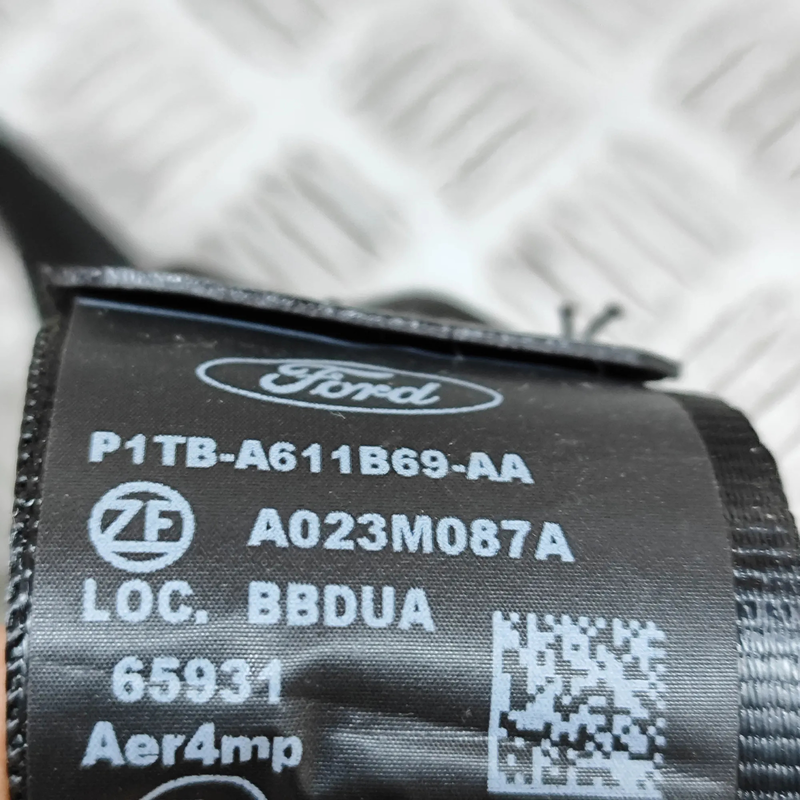 Ford
P1TB-A611B69-AA
ZF A023M087A
LOC. BBDUA
65931
Aer4mp